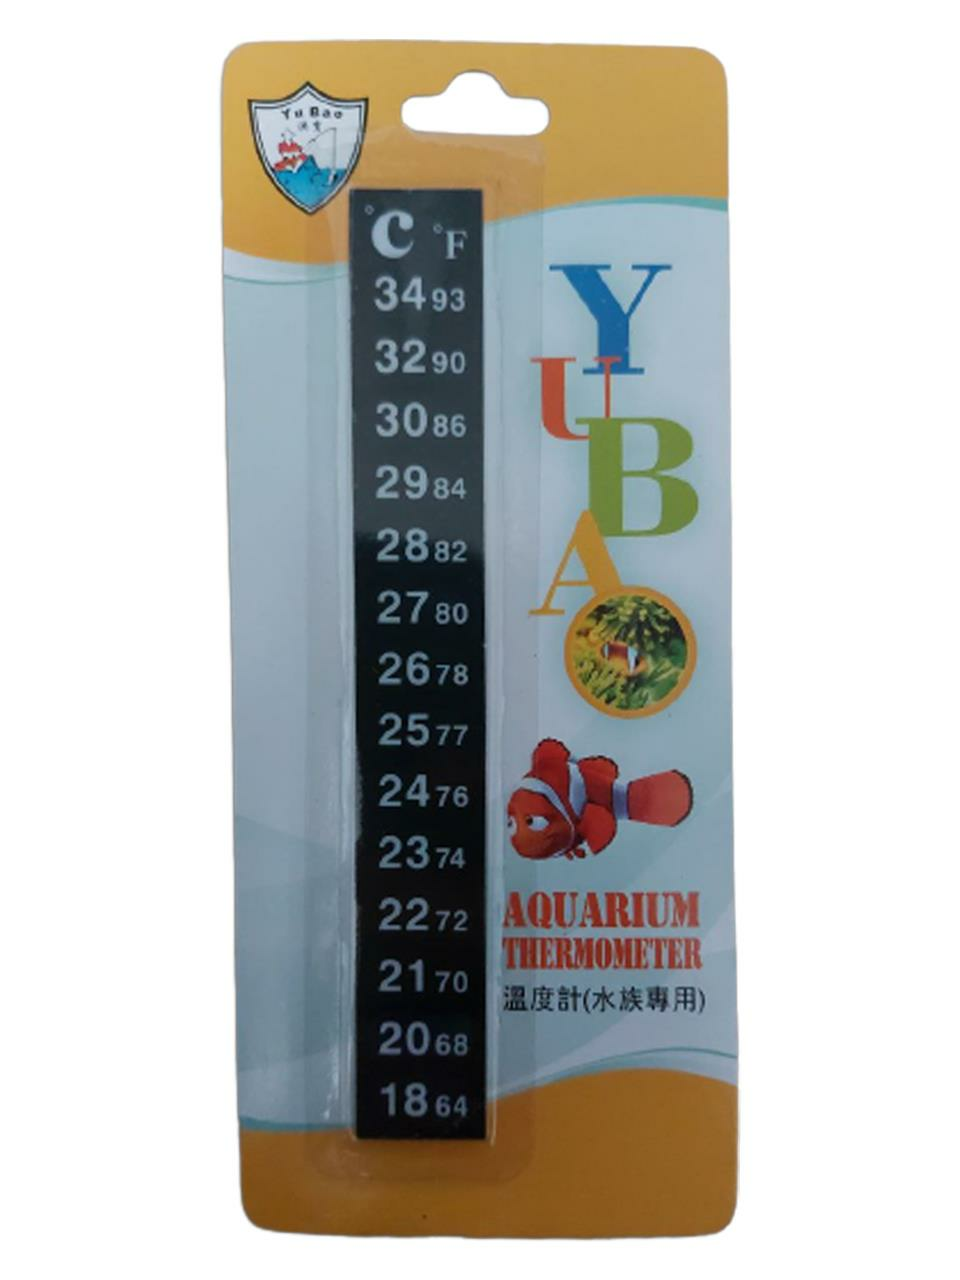 Yu Bao
°C °F
34 93
32 90
30 86
29 84
28 82
27 80
26 78
25 77
24 76
23 74
22 72
21 70
20 68
18 64
YUBAO
AQUARIUM
THERMOMETER
溫度計(水族專用)